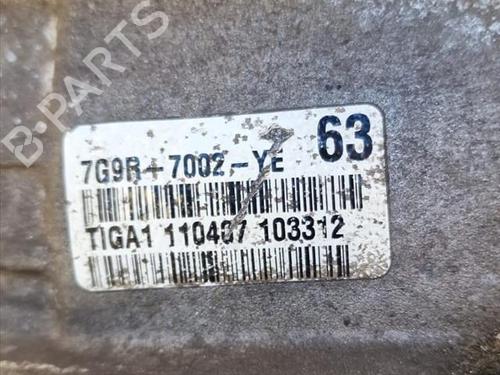 B-PARTS
63
7G9R-7002-YE
TIGA1 110407 103312